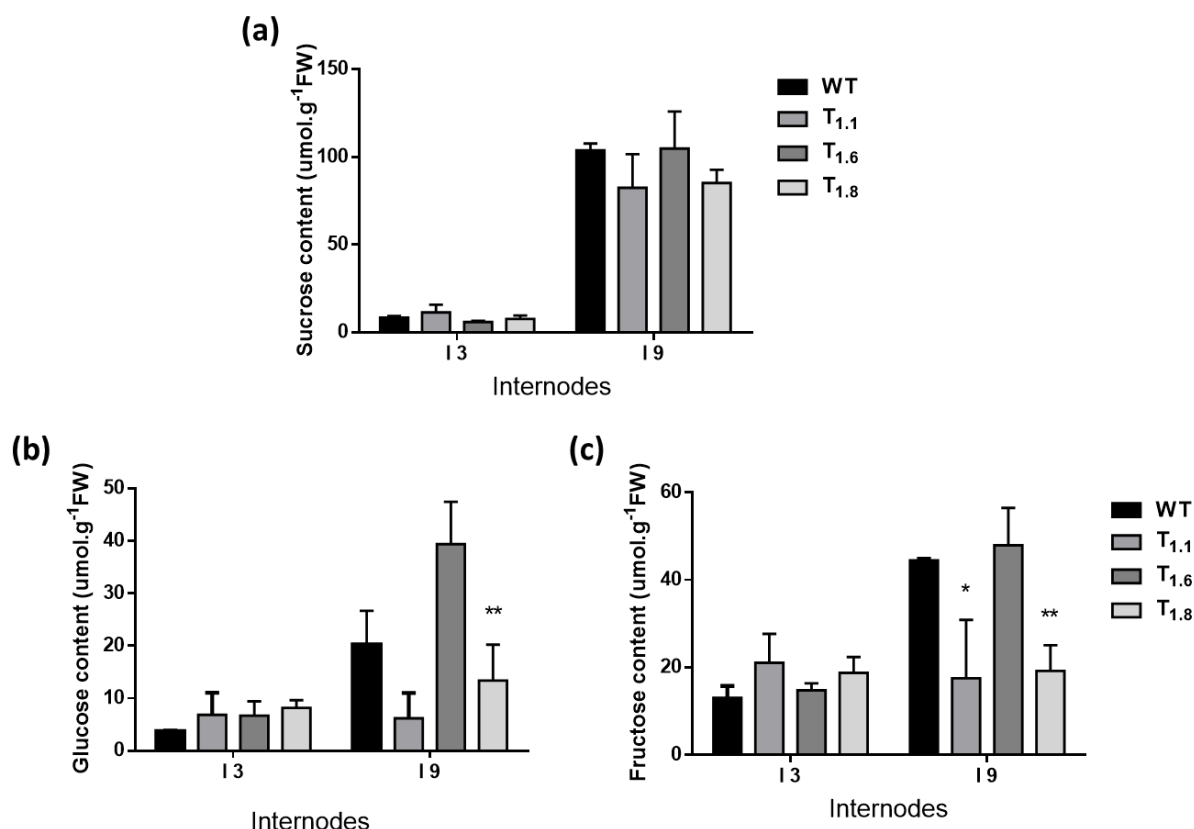 (a)
Sucrose content (umol.g⁻¹FW)
150
100
50
0
I 3
I 9
Internodes
WT
T₁.₁
T₁.₆
T₁.₈
(b)
Glucose content (umol.g⁻¹FW)
50
40
30
20
10
0
**
I 3
I 9
Internodes
(c)
Fructose content (umol.g⁻¹FW)
60
40
20
0
*
**
I 3
I 9
Internodes
WT
T₁.₁
T₁.₆
T₁.₈